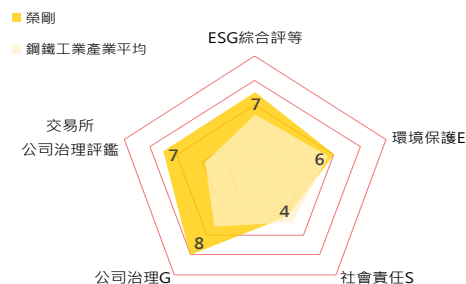 榮剛
鋼鐵工業產業平均
ESG綜合評等
7
交易所
公司治理評鑑
7
6
環境保護E
4
8
公司治理G
社會責任S